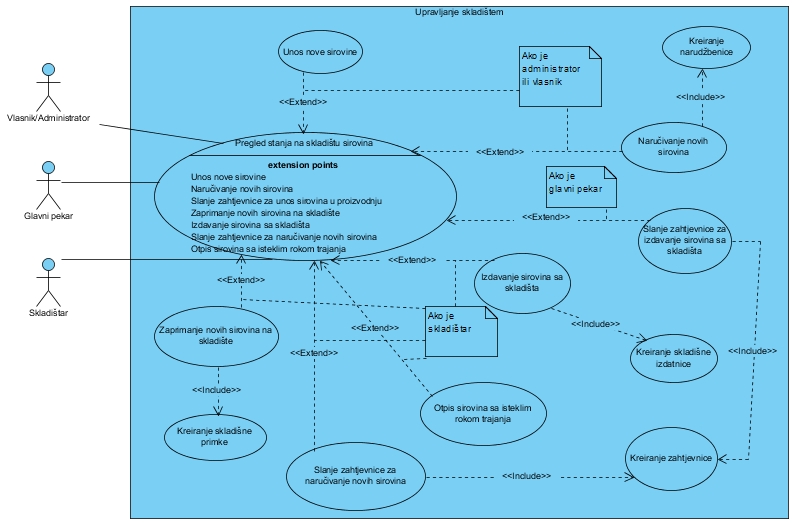 Upravljanje skladištem
Unos nove sirovine
Ako je
administrator
ili vlasnik
Kreiranje
narudžbenice
<<Extend>>
<<Include>>
Vlasnik/Administrator
Pregled stanja na skladištu sirovina
<<Extend>>
Naručivanje novih
sirovina
extension points
Unos nove sirovine
Naručivanje novih sirovina
Slanje zahtjevnice za unos sirovina u proizvodnju
Zaprimanje novih sirovina na skladište
Izdavanje sirovina sa skladišta
Slanje zahtjevnice za naručivanje novih sirovina
Otpis sirovina sa isteklim rokom trajanja
Ako je
glavni pekar
Glavni pekar
<<Extend>>
Slanje zahtjevnice za
izdavanje sirovina sa
skladišta
<<Extend>>
Skladištar
<<Extend>>
Izdavanje sirovina sa
skladišta
Ako je
skladištar
<<Include>>
Zaprimanje novih sirovina na
skladište
<<Extend>>
<<Extend>>
Kreiranje skladišne
izdatnice
<<Include>>
<<Include>>
Otpis sirovina sa isteklim
rokom trajanja
Kreiranje skladišne
primke
Slanje zahtjevnice za
naručivanje novih sirovina
<<Include>>
Kreiranje zahtjevnice